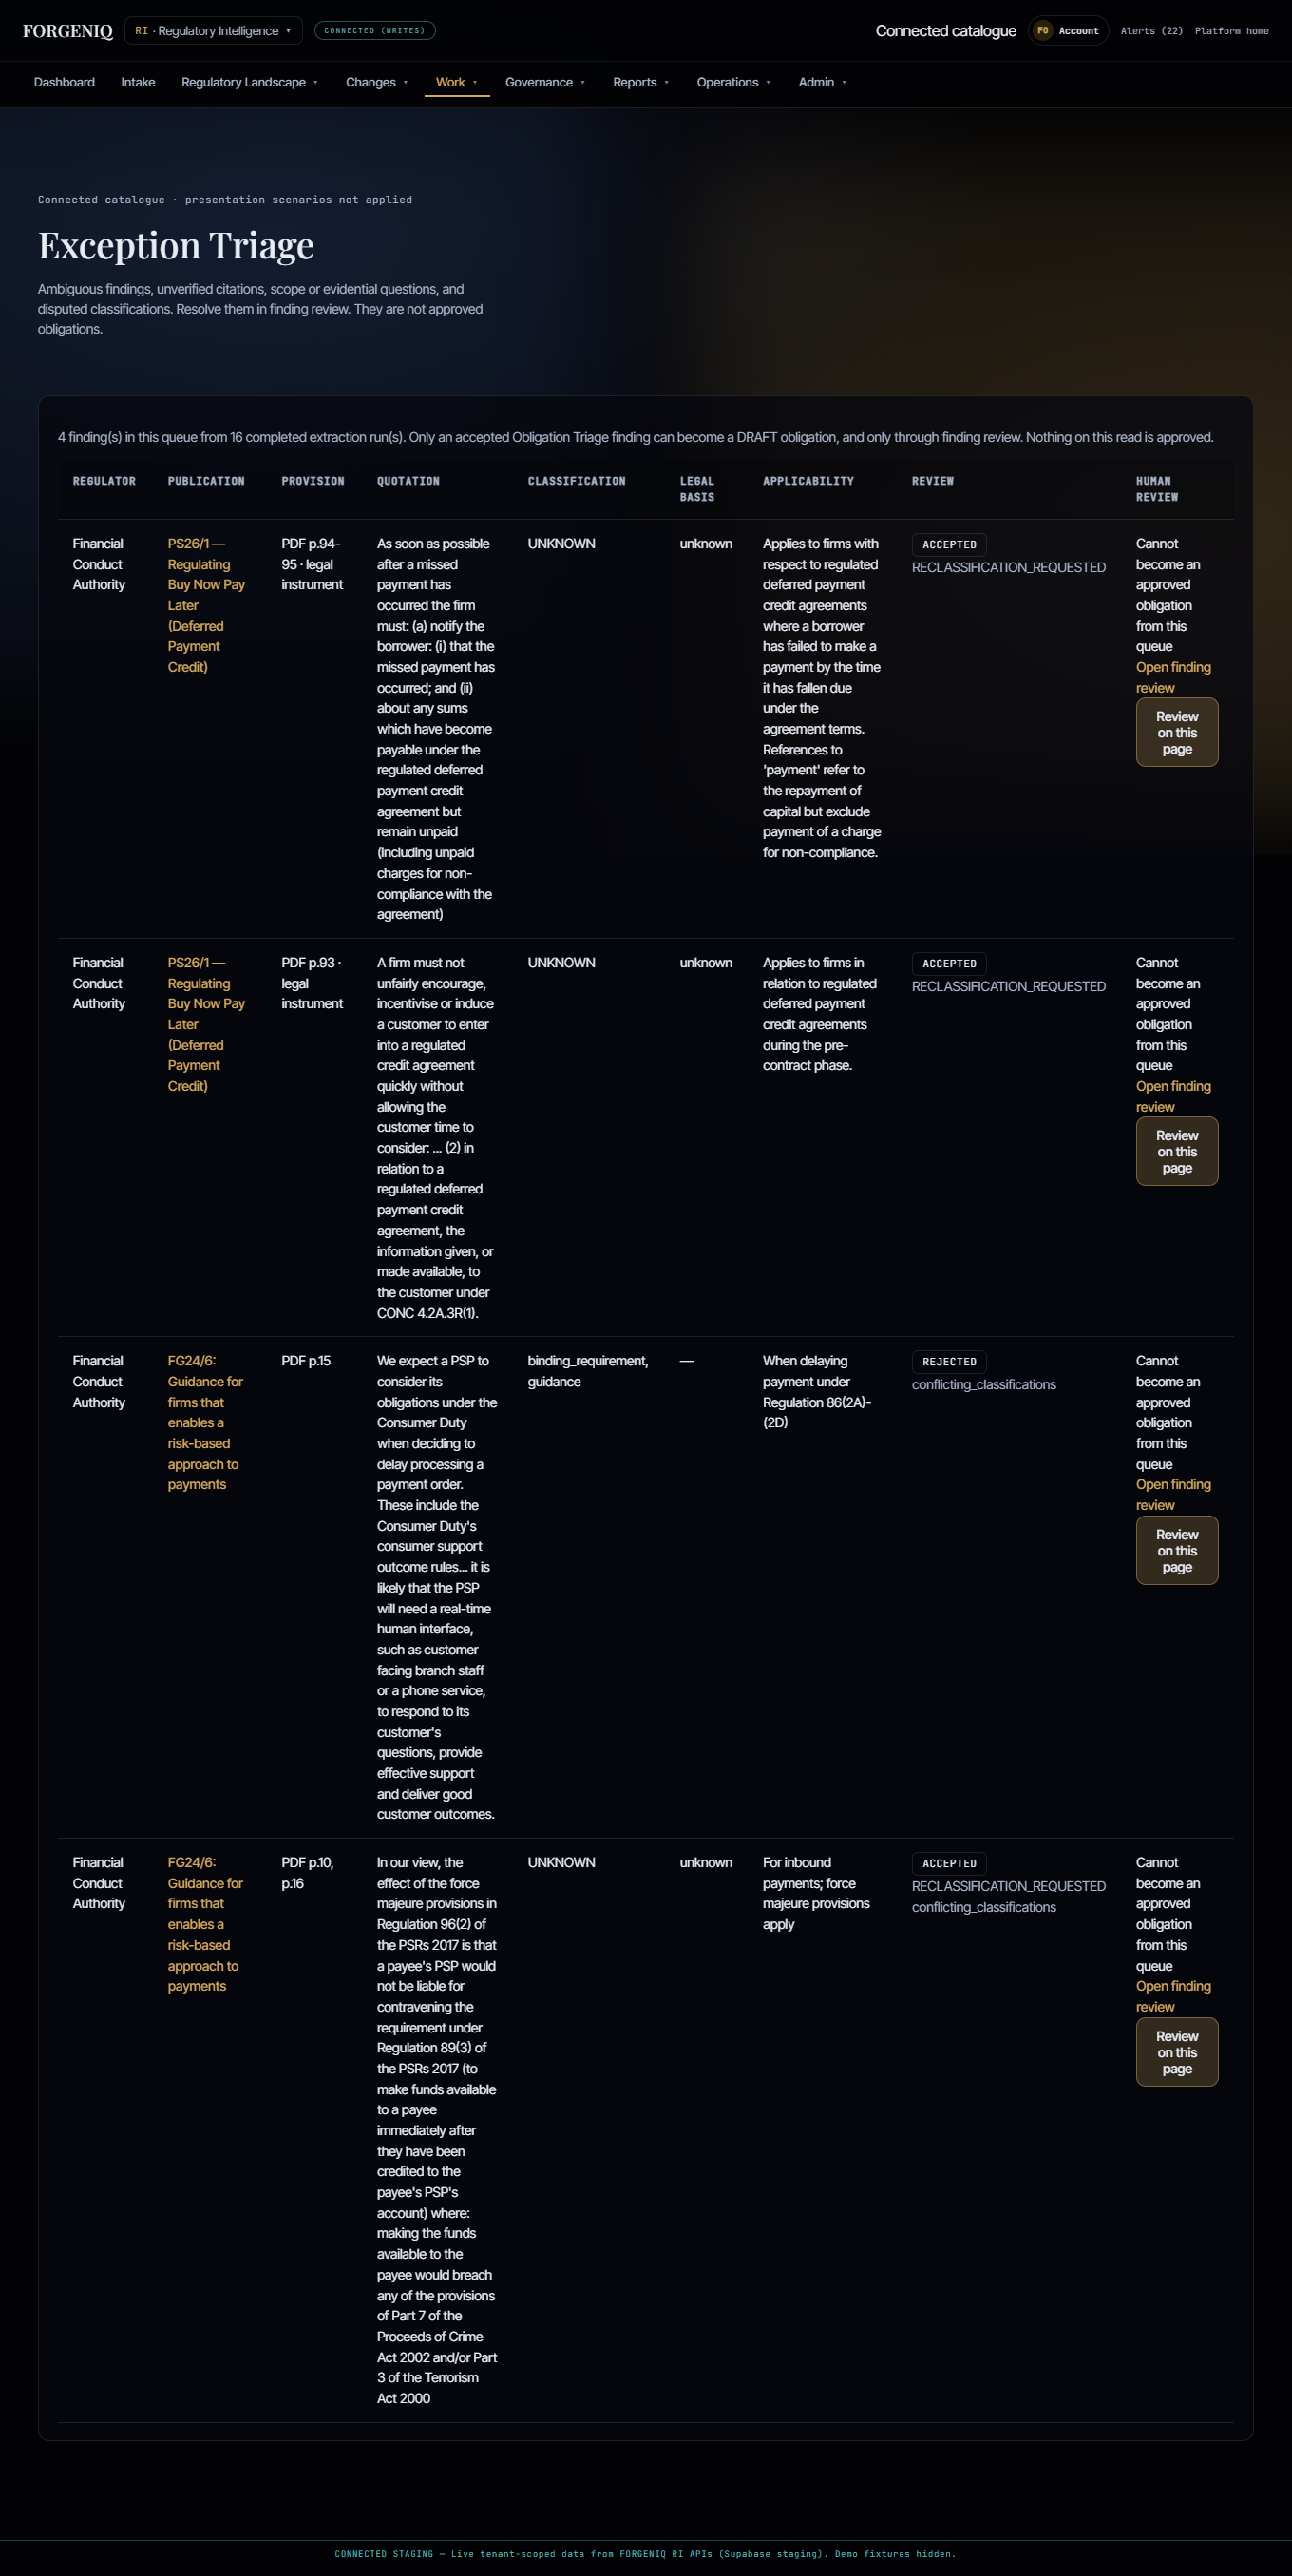 FORGENIQ
RI · Regulatory Intelligence ▾
CONNECTED (WRITES)
Connected catalogue
FO Account
Alerts (22)
Platform home
Dashboard
Intake
Regulatory Landscape ▾
Changes ▾
Work ▾
Governance ▾
Reports ▾
Operations ▾
Admin ▾
Connected catalogue · presentation scenarios not applied
Exception Triage
Ambiguous findings, unverified citations, scope or evidential questions, and
disputed classifications. Resolve them in finding review. They are not approved
obligations.
4 finding(s) in this queue from 16 completed extraction run(s). Only an accepted Obligation Triage finding can become a DRAFT obligation, and only through finding review. Nothing on this read is approved.
REGULATOR
PUBLICATION
PROVISION
QUOTATION
CLASSIFICATION
LEGAL
BASIS
APPLICABILITY
REVIEW
HUMAN
REVIEW
Financial
Conduct
Authority
PS26/1 —
Regulating
Buy Now Pay
Later
(Deferred
Payment
Credit)
PDF p.94-
95 · legal
instrument
As soon as possible
after a missed
payment has
occurred the firm
must: (a) notify the
borrower: (i) that the
missed payment has
occurred; and (ii)
about any sums
which have become
payable under the
regulated deferred
payment credit
agreement but
remain unpaid
(including unpaid
charges for non-
compliance with the
agreement)
UNKNOWN
unknown
Applies to firms with
respect to regulated
deferred payment
credit agreements
where a borrower
has failed to make a
payment by the time
it has fallen due
under the
agreement terms.
References to
'payment' refer to
the repayment of
capital but exclude
payment of a charge
for non-compliance.
ACCEPTED
RECLASSIFICATION_REQUESTED
Cannot
become an
approved
obligation
from this
queue
Open finding
review
Review
on this
page
Financial
Conduct
Authority
PS26/1 —
Regulating
Buy Now Pay
Later
(Deferred
Payment
Credit)
PDF p.93 ·
legal
instrument
A firm must not
unfairly encourage,
incentivise or induce
a customer to enter
into a regulated
credit agreement
quickly without
allowing the
customer time to
consider: ... (2) in
relation to a
regulated deferred
payment credit
agreement, the
information given, or
made available, to
the customer under
CONC 4.2A.3R(1).
UNKNOWN
unknown
Applies to firms in
relation to regulated
deferred payment
credit agreements
during the pre-
contract phase.
ACCEPTED
RECLASSIFICATION_REQUESTED
Cannot
become an
approved
obligation
from this
queue
Open finding
review
Review
on this
page
Financial
Conduct
Authority
FG24/6:
Guidance for
firms that
enables a
risk-based
approach to
payments
PDF p.15
We expect a PSP to
consider its
obligations under the
Consumer Duty
when deciding to
delay processing a
payment order.
These include the
Consumer Duty's
consumer support
outcome rules... it is
likely that the PSP
will need a real-time
human interface,
such as customer
facing branch staff
or a phone service,
to respond to its
customer's
questions, provide
effective support
and deliver good
customer outcomes.
binding_requirement,
guidance
—
When delaying
payment under
Regulation 86(2A)-
(2D)
REJECTED
conflicting_classifications
Cannot
become an
approved
obligation
from this
queue
Open finding
review
Review
on this
page
Financial
Conduct
Authority
FG24/6:
Guidance for
firms that
enables a
risk-based
approach to
payments
PDF p.10,
p.16
In our view, the
effect of the force
majeure provisions in
Regulation 96(2) of
the PSRs 2017 is that
a payee's PSP would
not be liable for
contravening the
requirement under
Regulation 89(3) of
the PSRs 2017 (to
make funds available
to a payee
immediately after
they have been
credited to the
payee's PSP's
account) where:
making the funds
available to the
payee would breach
any of the provisions
of Part 7 of the
Proceeds of Crime
Act 2002 and/or Part
3 of the Terrorism
Act 2000
UNKNOWN
unknown
For inbound
payments; force
majeure provisions
apply
ACCEPTED
RECLASSIFICATION_REQUESTED
conflicting_classifications
Cannot
become an
approved
obligation
from this
queue
Open finding
review
Review
on this
page
CONNECTED STAGING — Live tenant-scoped data from FORGENIQ RI APIs (Supabase staging). Demo fixtures hidden.